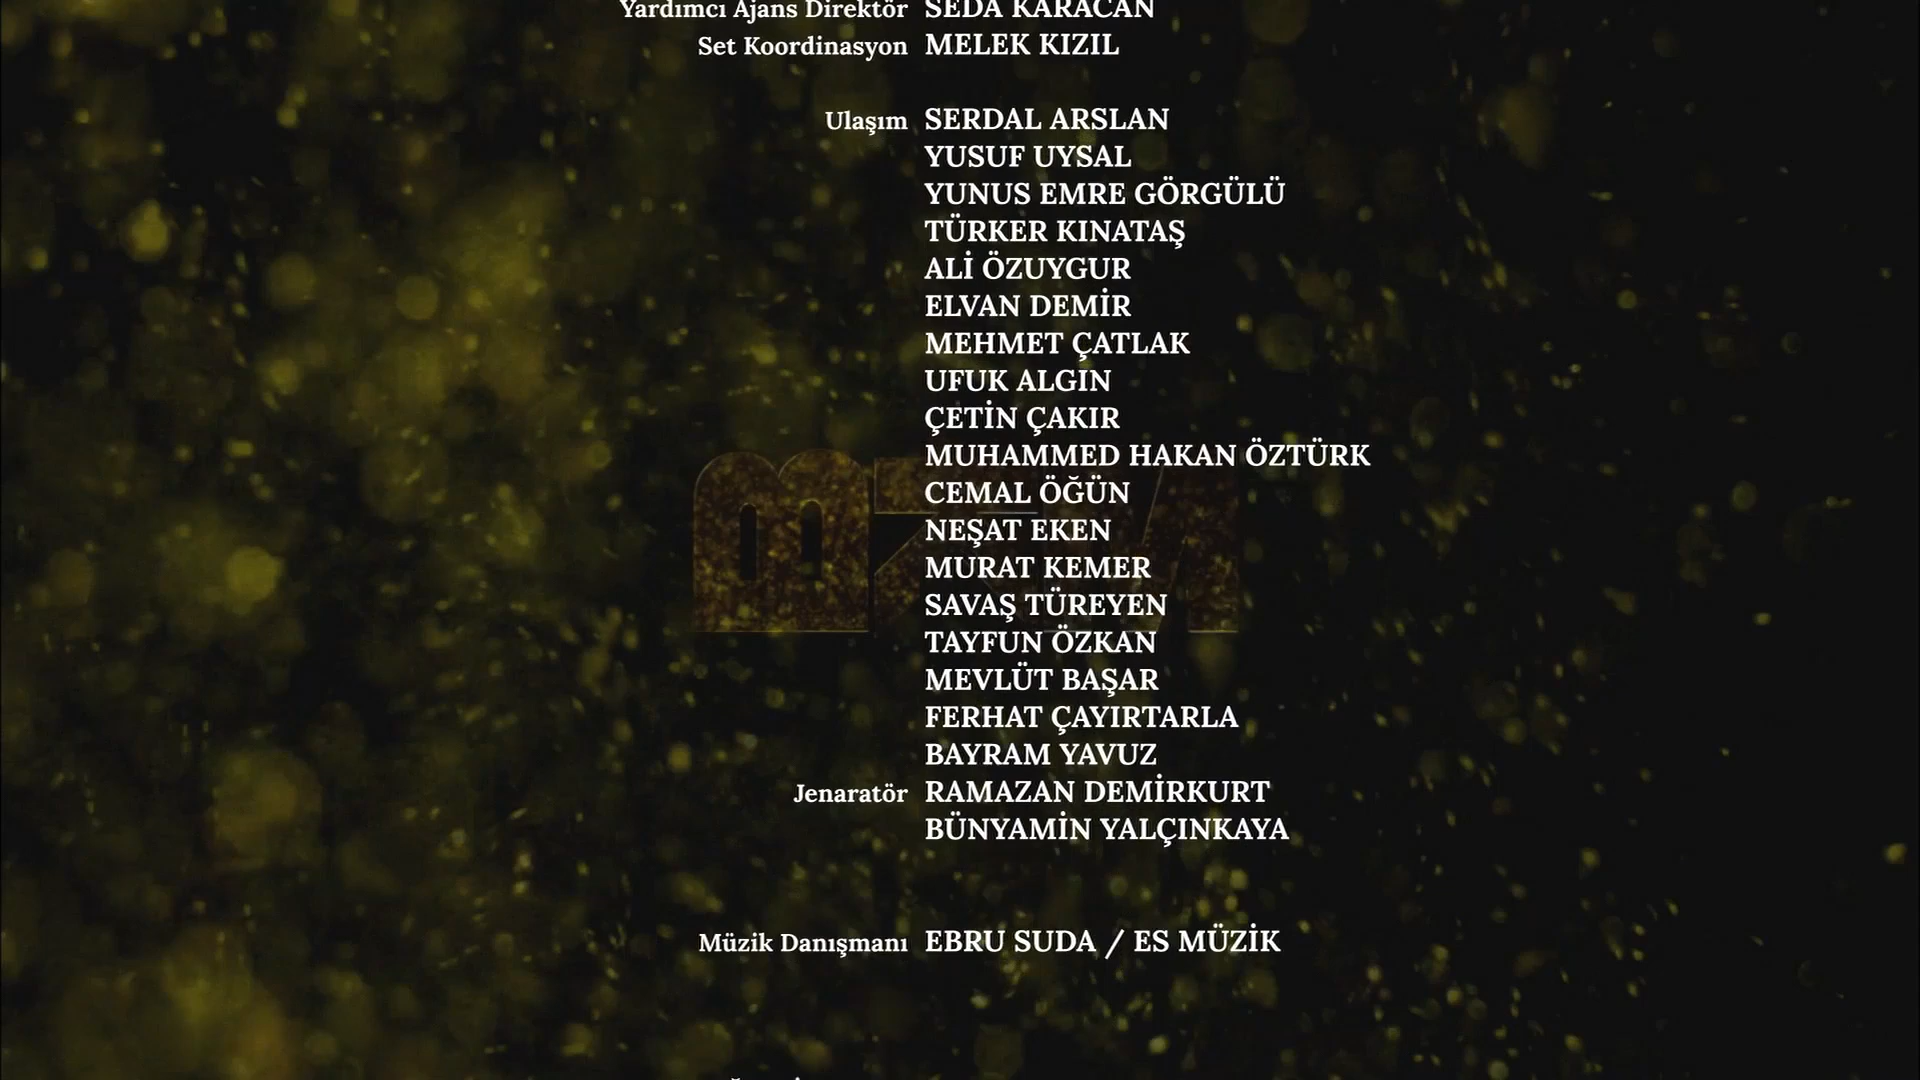 Yardımcı Ajans Direktör SEDA KARACAN
Set Koordinasyon MELEK KIZIL
Ulaşım SERDAL ARSLAN
YUSUF UYSAL
YUNUS EMRE GÖRGÜLÜ
TÜRKER KINATAŞ
ALİ ÖZUYGUR
ELVAN DEMİR
MEHMET ÇATLAK
UFUK ALGIN
ÇETİN ÇAKIR
MUHAMMED HAKAN ÖZTÜRK
CEMAL ÖĞÜN
NEŞAT EKEN
MURAT KEMER
SAVAŞ TÜREYEN
TAYFUN ÖZKAN
MEVLÜT BAŞAR
FERHAT ÇAYIRTARLA
BAYRAM YAVUZ
Jenaratör RAMAZAN DEMİRKURT
BÜNYAMİN YALÇINKAYA
Müzik Danışmanı EBRU SUDA / ES MÜZİK